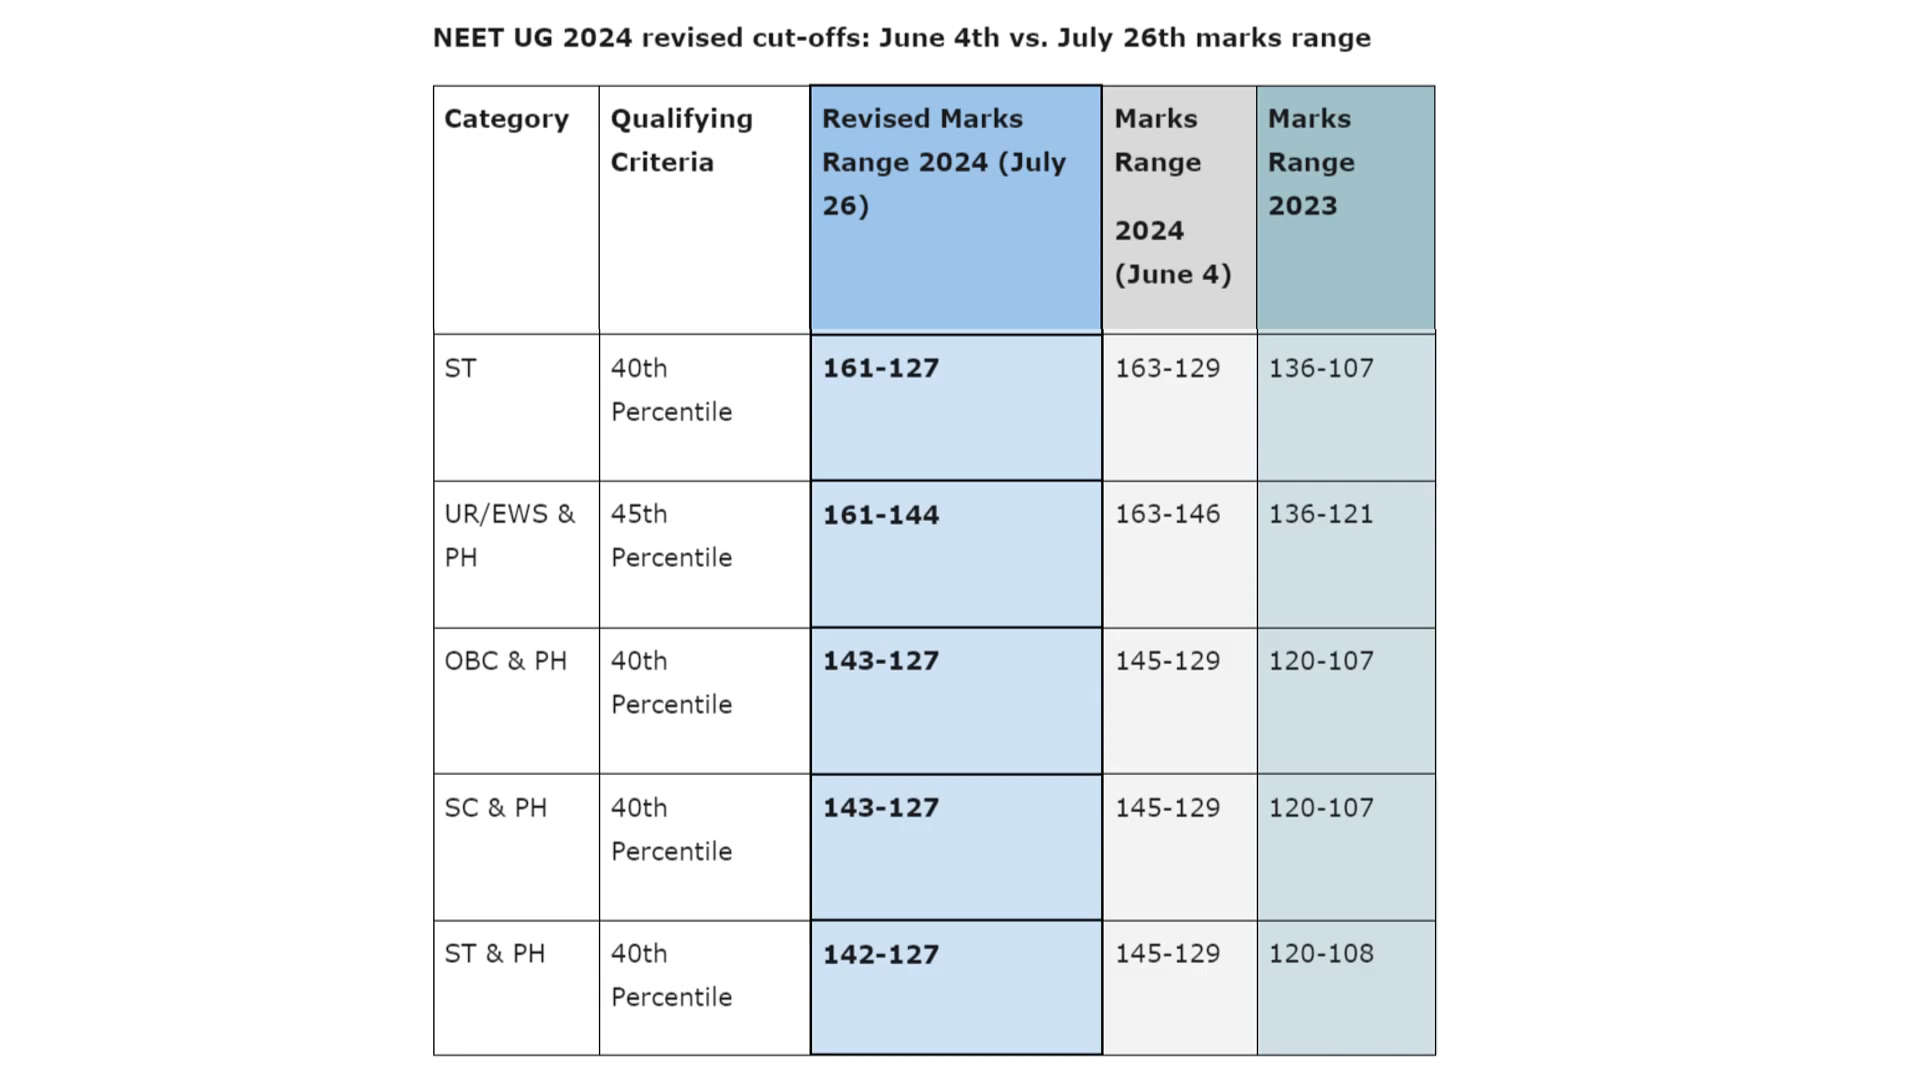 NEET UG 2024 revised cut-offs: June 4th vs. July 26th marks range
Category
Qualifying
Criteria
Revised Marks
Range 2024 (July
26)
Marks
Range
2024
(June 4)
Marks
Range
2023
ST
40th
Percentile
161-127
163-129
136-107
UR/EWS &
PH
45th
Percentile
161-144
163-146
136-121
OBC & PH
40th
Percentile
143-127
145-129
120-107
SC & PH
40th
Percentile
143-127
145-129
120-107
ST & PH
40th
Percentile
142-127
145-129
120-108